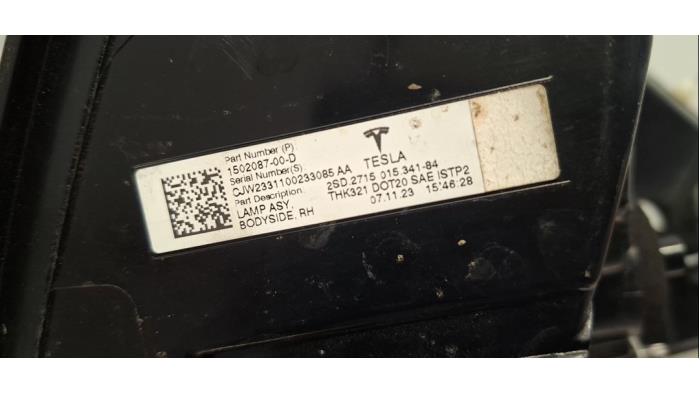 Part Number (P)
1502087-00-D
Serial Number(S)
CJW2331100233085 AA
Part Description.
LAMP ASY,
BODYSIDE, RH
TESLA
2SD.2715 015.341-84
THK321 DOT20 SAE ISTP2
07.11.23 15'46:28